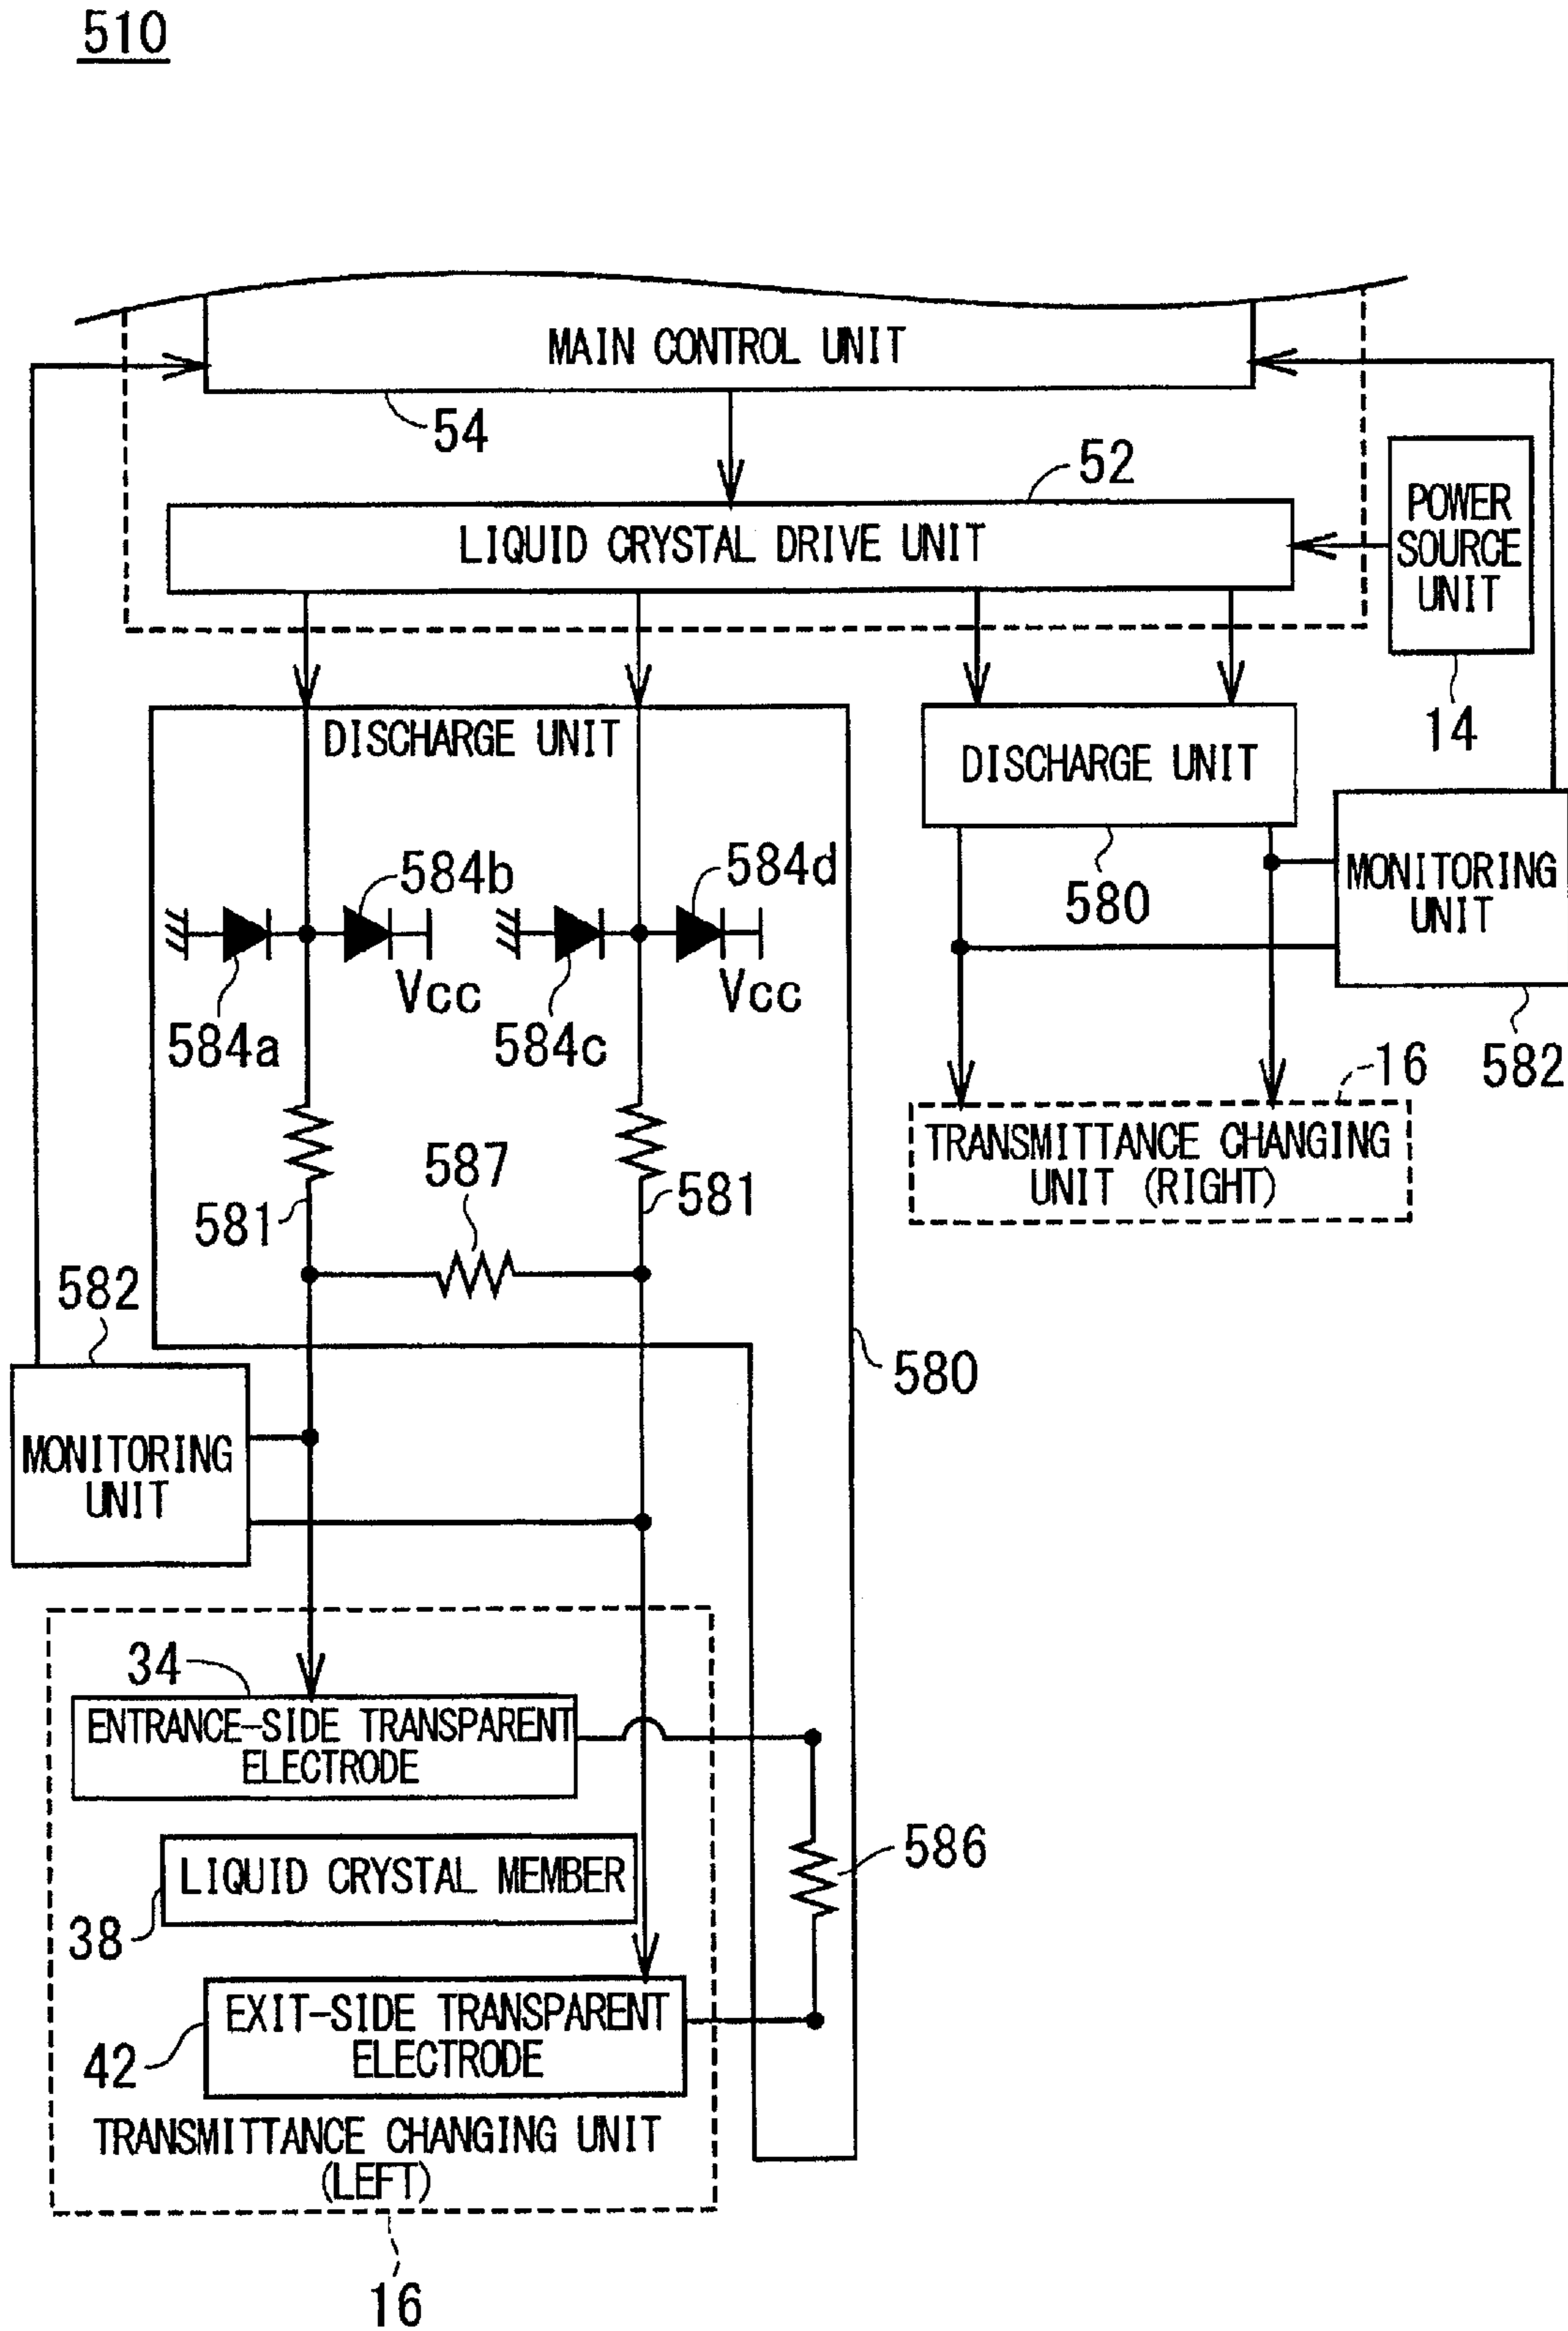 510
MAIN CONTROL UNIT
54
52
LIQUID CRYSTAL DRIVE UNIT
POWER
SOURCE
UNIT
14
DISCHARGE UNIT
DISCHARGE UNIT
580
MONITORING
UNIT
582
584b
584d
Vcc
Vcc
584a
584c
16
TRANSMITTANCE CHANGING
UNIT (RIGHT)
587
581
581
582
580
MONITORING
UNIT
34
ENTRANCE-SIDE TRANSPARENT
ELECTRODE
586
LIQUID CRYSTAL MEMBER
38
EXIT-SIDE TRANSPARENT
ELECTRODE
42
TRANSMITTANCE CHANGING UNIT
(LEFT)
16